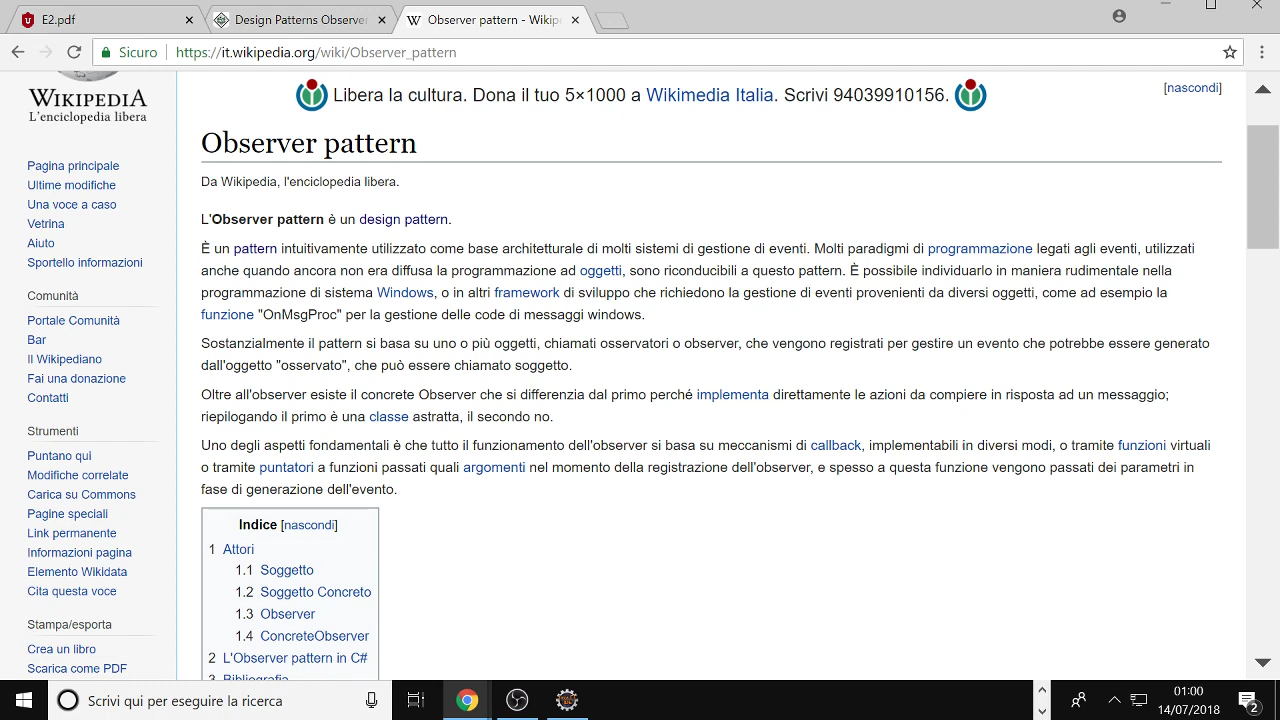 E2.pdf
Design Patterns Observer
Observer pattern - Wikip
Sicuro
https://it.wikipedia.org/wiki/Observer_pattern
Libera la cultura. Dona il tuo 5×1000 a Wikimedia Italia. Scrivi 94039910156.
[nascondi]
WIKIPEDIA
L'enciclopedia libera
Pagina principale
Ultime modifiche
Una voce a caso
Vetrina
Aiuto
Sportello informazioni
Comunità
Portale Comunità
Bar
Il Wikipediano
Fai una donazione
Contatti
Strumenti
Puntano qui
Modifiche correlate
Carica su Commons
Pagine speciali
Link permanente
Informazioni pagina
Elemento Wikidata
Cita questa voce
Stampa/esporta
Crea un libro
Scarica come PDF
Observer pattern
Da Wikipedia, l'enciclopedia libera.
L'Observer pattern è un design pattern.
È un pattern intuitivamente utilizzato come base architetturale di molti sistemi di gestione di eventi. Molti paradigmi di programmazione legati agli eventi, utilizzati
anche quando ancora non era diffusa la programmazione ad oggetti, sono riconducibili a questo pattern. È possibile individuarlo in maniera rudimentale nella
programmazione di sistema Windows, o in altri framework di sviluppo che richiedono la gestione di eventi provenienti da diversi oggetti, come ad esempio la
funzione "OnMsgProc" per la gestione delle code di messaggi windows.
Sostanzialmente il pattern si basa su uno o più oggetti, chiamati osservatori o observer, che vengono registrati per gestire un evento che potrebbe essere generato
dall'oggetto "osservato", che può essere chiamato soggetto.
Oltre all'observer esiste il concrete Observer che si differenzia dal primo perché implementa direttamente le azioni da compiere in risposta ad un messaggio;
riepilogando il primo è una classe astratta, il secondo no.
Uno degli aspetti fondamentali è che tutto il funzionamento dell'observer si basa su meccanismi di callback, implementabili in diversi modi, o tramite funzioni virtuali
o tramite puntatori a funzioni passati quali argomenti nel momento della registrazione dell'observer, e spesso a questa funzione vengono passati dei parametri in
fase di generazione dell'evento.
Indice [nascondi]
1 Attori
1.1 Soggetto
1.2 Soggetto Concreto
1.3 Observer
1.4 ConcreteObserver
2 L'Observer pattern in C#
3 Bibliografia
Scrivi qui per eseguire la ricerca
01:00
14/07/2018
2